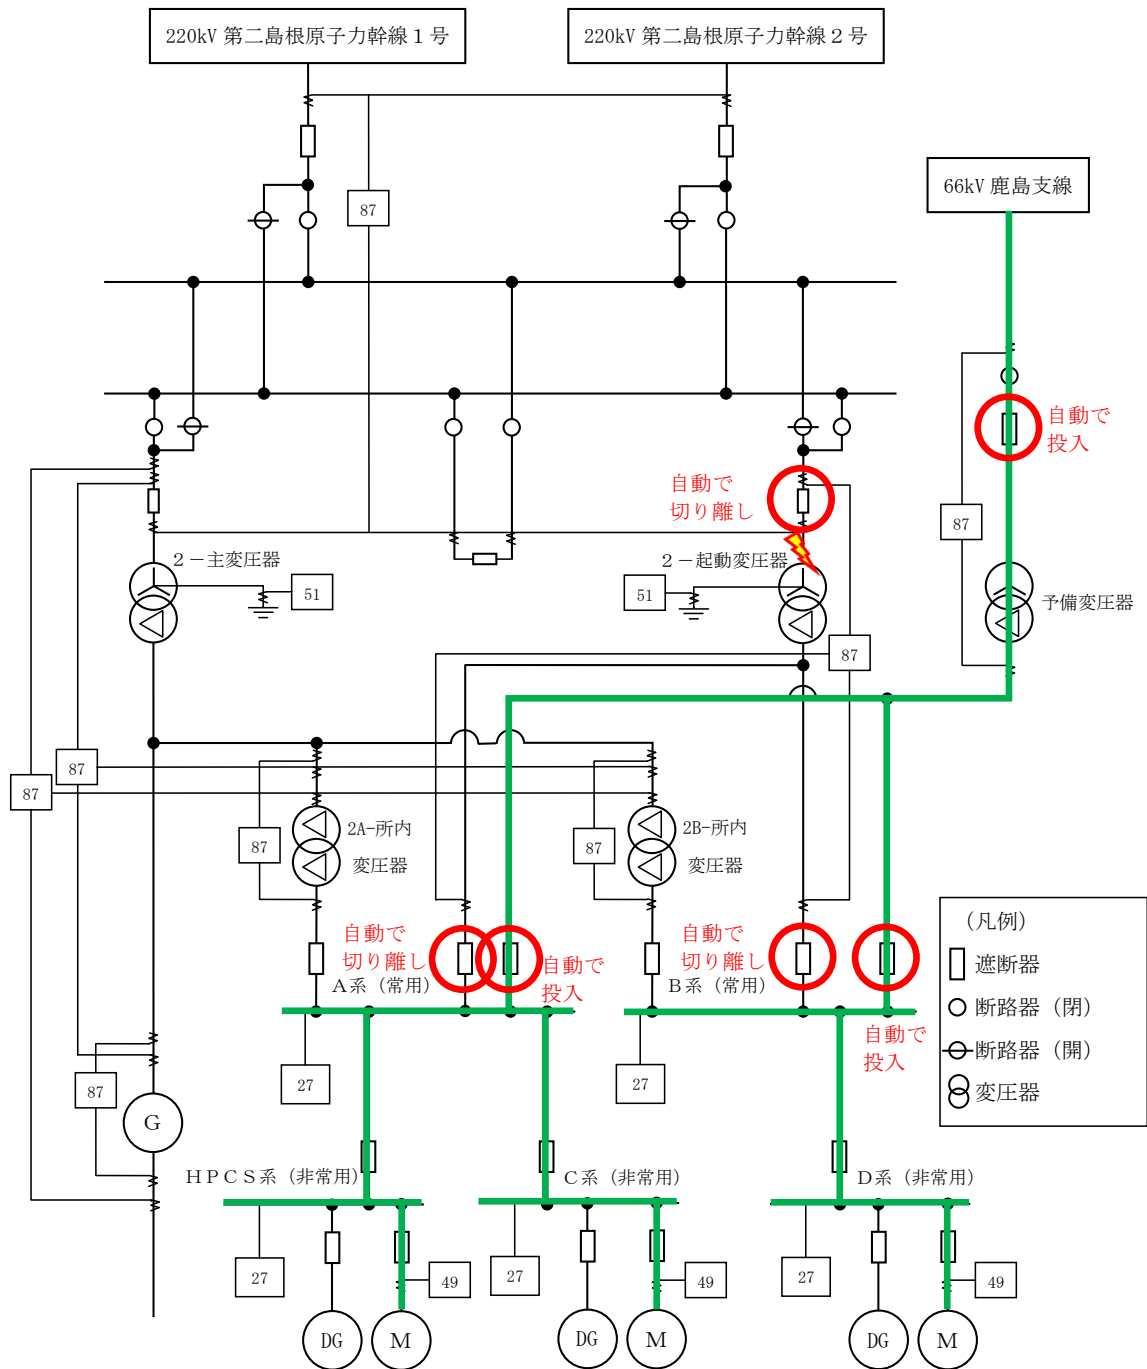 220kV 第二島根原子力幹線１号
220kV 第二島根原子力幹線２号
66kV 鹿島支線
87
自動で
投入
自動で
切り離し
87
２－主変圧器
２－起動変圧器
51
51
予備変圧器
87
87
87
2A-所内
変圧器
87
2B-所内
変圧器
87
自動で
切り離し
自動で
投入
自動で
切り離し
自動で
投入
Ａ系（常用）
Ｂ系（常用）
（凡例）
遮断器
断路器（閉）
断路器（開）
変圧器
27
27
87
G
ＨＰＣＳ系（非常用）
Ｃ系（非常用）
Ｄ系（非常用）
27
49
27
49
27
49
DG
M
DG
M
DG
M